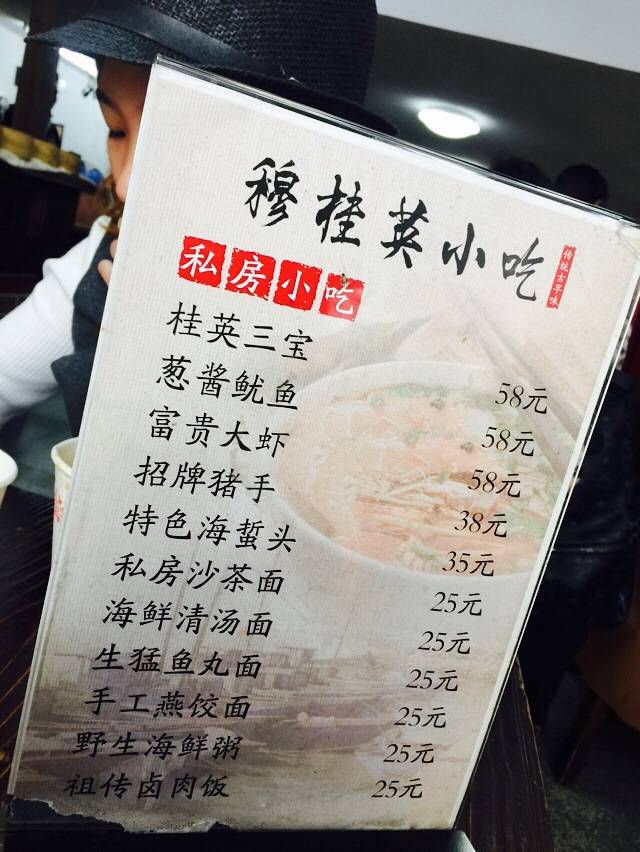 穆桂英小吃
传统古早味
私房小吃
桂英三宝 58元
葱酱鱿鱼 58元
富贵大虾 58元
招牌猪手 38元
特色海蜇头 35元
私房沙茶面 25元
海鲜清汤面 25元
生猛鱼丸面 25元
手工燕饺面 25元
野生海鲜粥 25元
祖传卤肉饭 25元